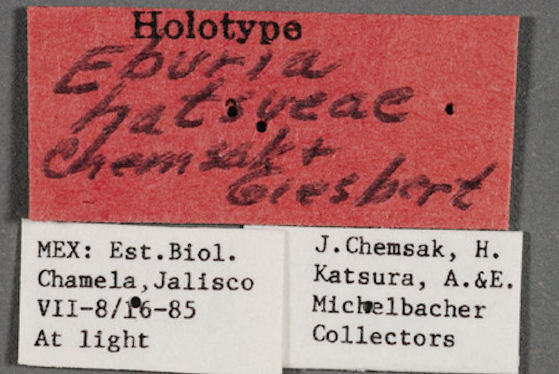 Holotype
Eburia
hatsueae
Chemsak &
Giesbert
MEX: Est.Biol.
Chamela,Jalisco
VII-8/16-85
At light
J.Chemsak, H.
Katsura, A.&E.
Michelbacher
Collectors